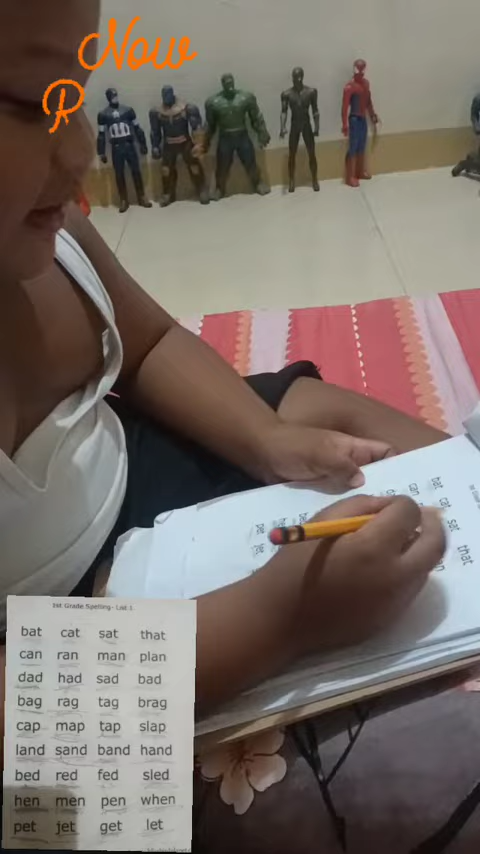 Now
P
bat cat sat that
can
1st Grade Spelling - List 1
bat cat sat that
can ran man plan
dad had sad bad
bag rag tag brag
cap map tap slap
land sand band hand
bed red fed sled
hen men pen when
pet jet get let